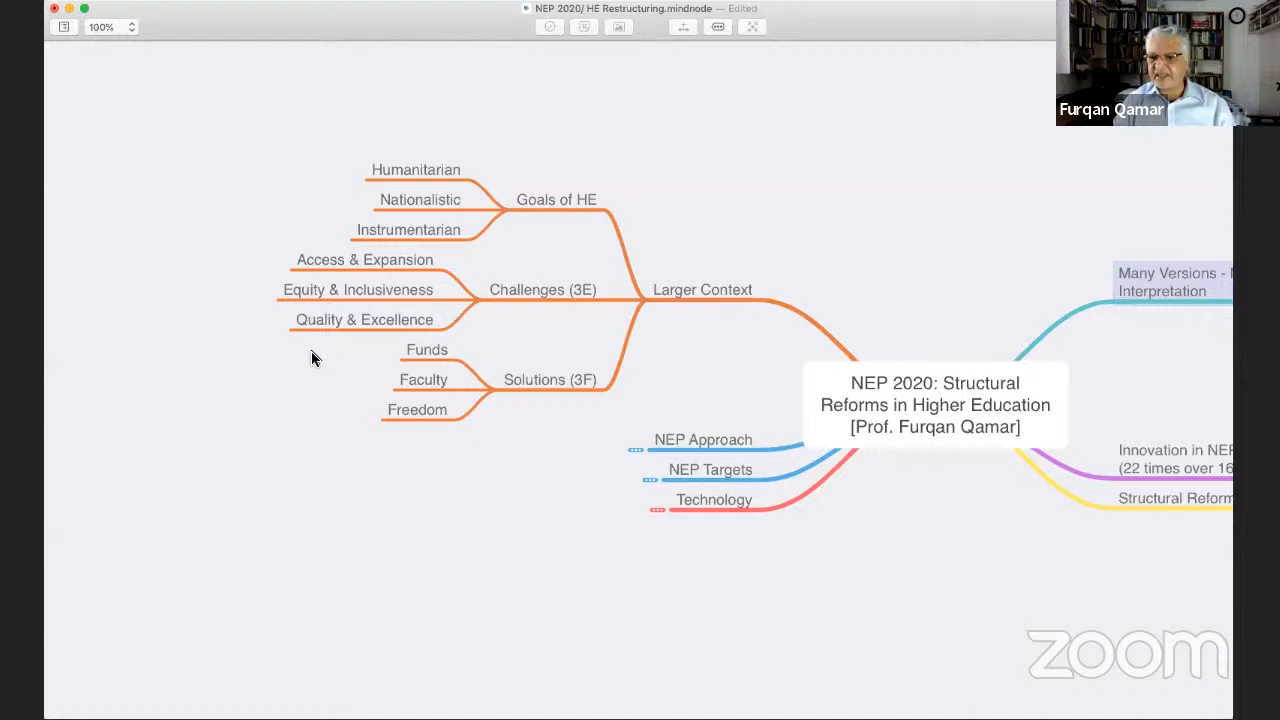 NEP 2020/ HE Restructuring.mindnode — Edited
100%
Furqan Qamar
Humanitarian
Nationalistic
Instrumentarian
Goals of HE
Access & Expansion
Equity & Inclusiveness
Quality & Excellence
Challenges (3E)
Larger Context
Funds
Faculty
Freedom
Solutions (3F)
NEP 2020: Structural
Reforms in Higher Education
[Prof. Furqan Qamar]
NEP Approach
NEP Targets
Technology
Many Versions -
Interpretation
Innovation in NEP
(22 times over 16
Structural Reform
zoom